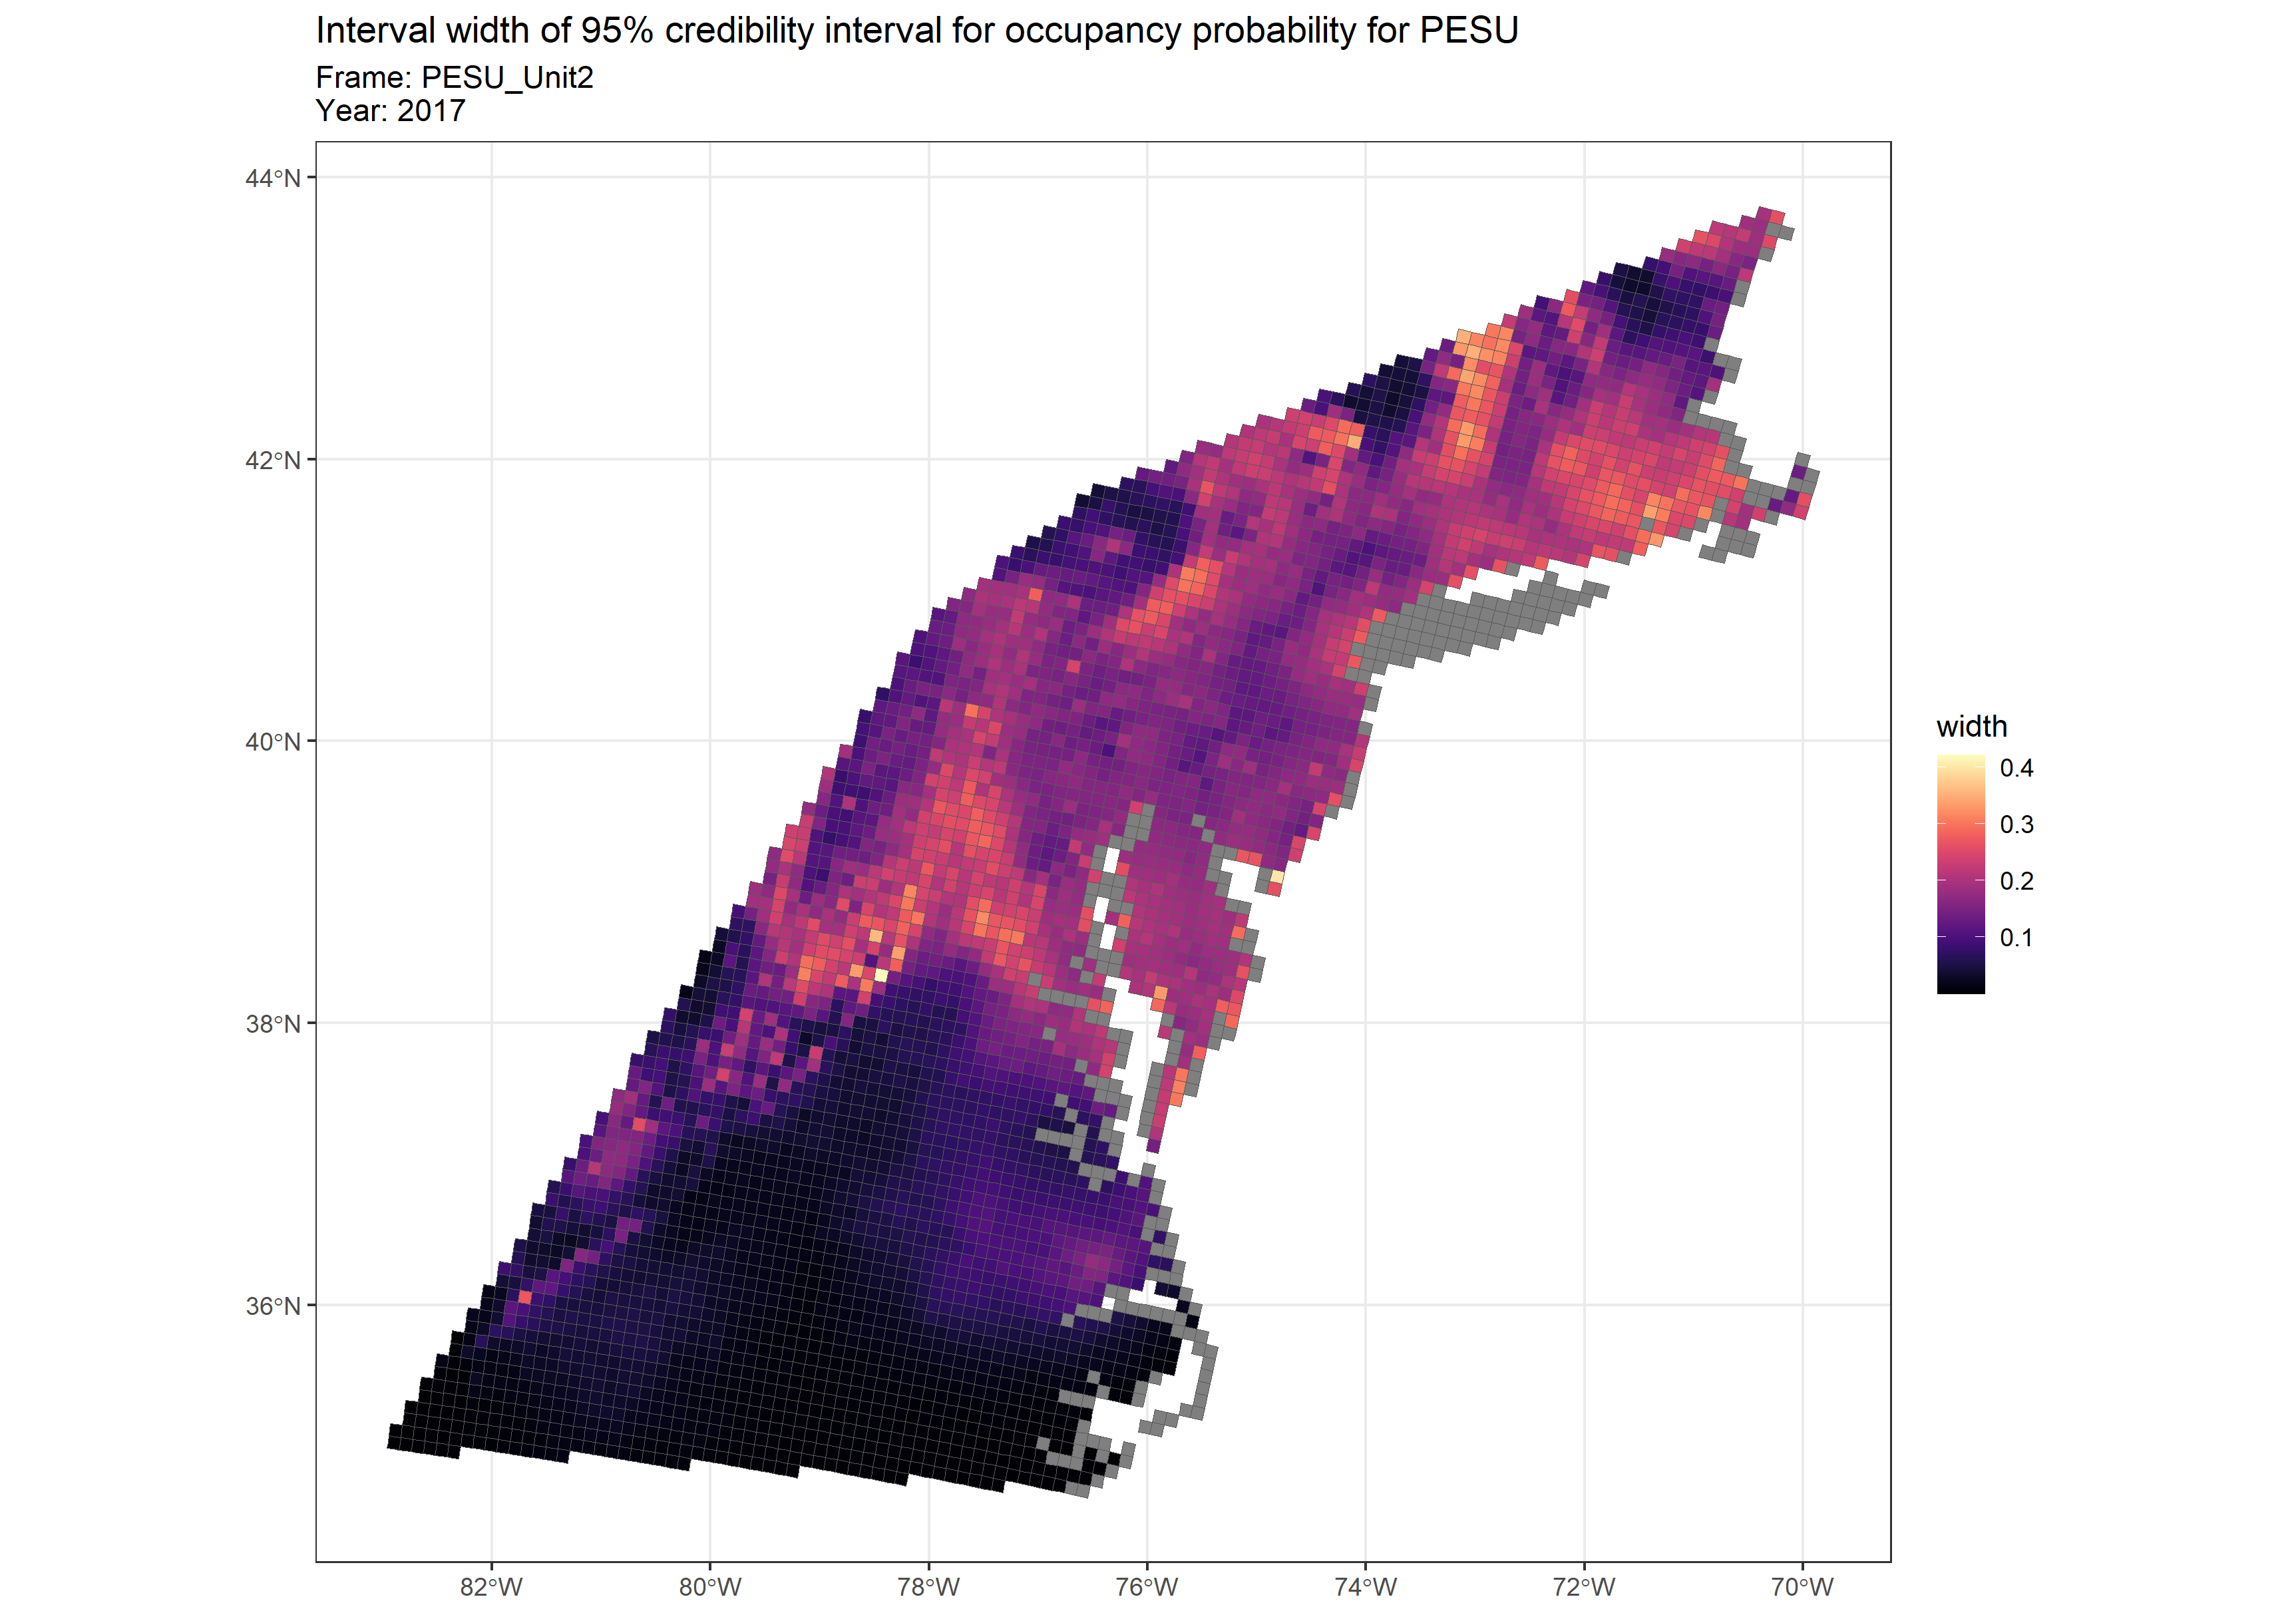 Interval width of 95% credibility interval for occupancy probability for PESU
Frame: PESU_Unit2
Year: 2017
44°N
42°N
40°N
38°N
36°N
82°W
80°W
78°W
76°W
74°W
72°W
70°W
width
0.4
0.3
0.2
0.1